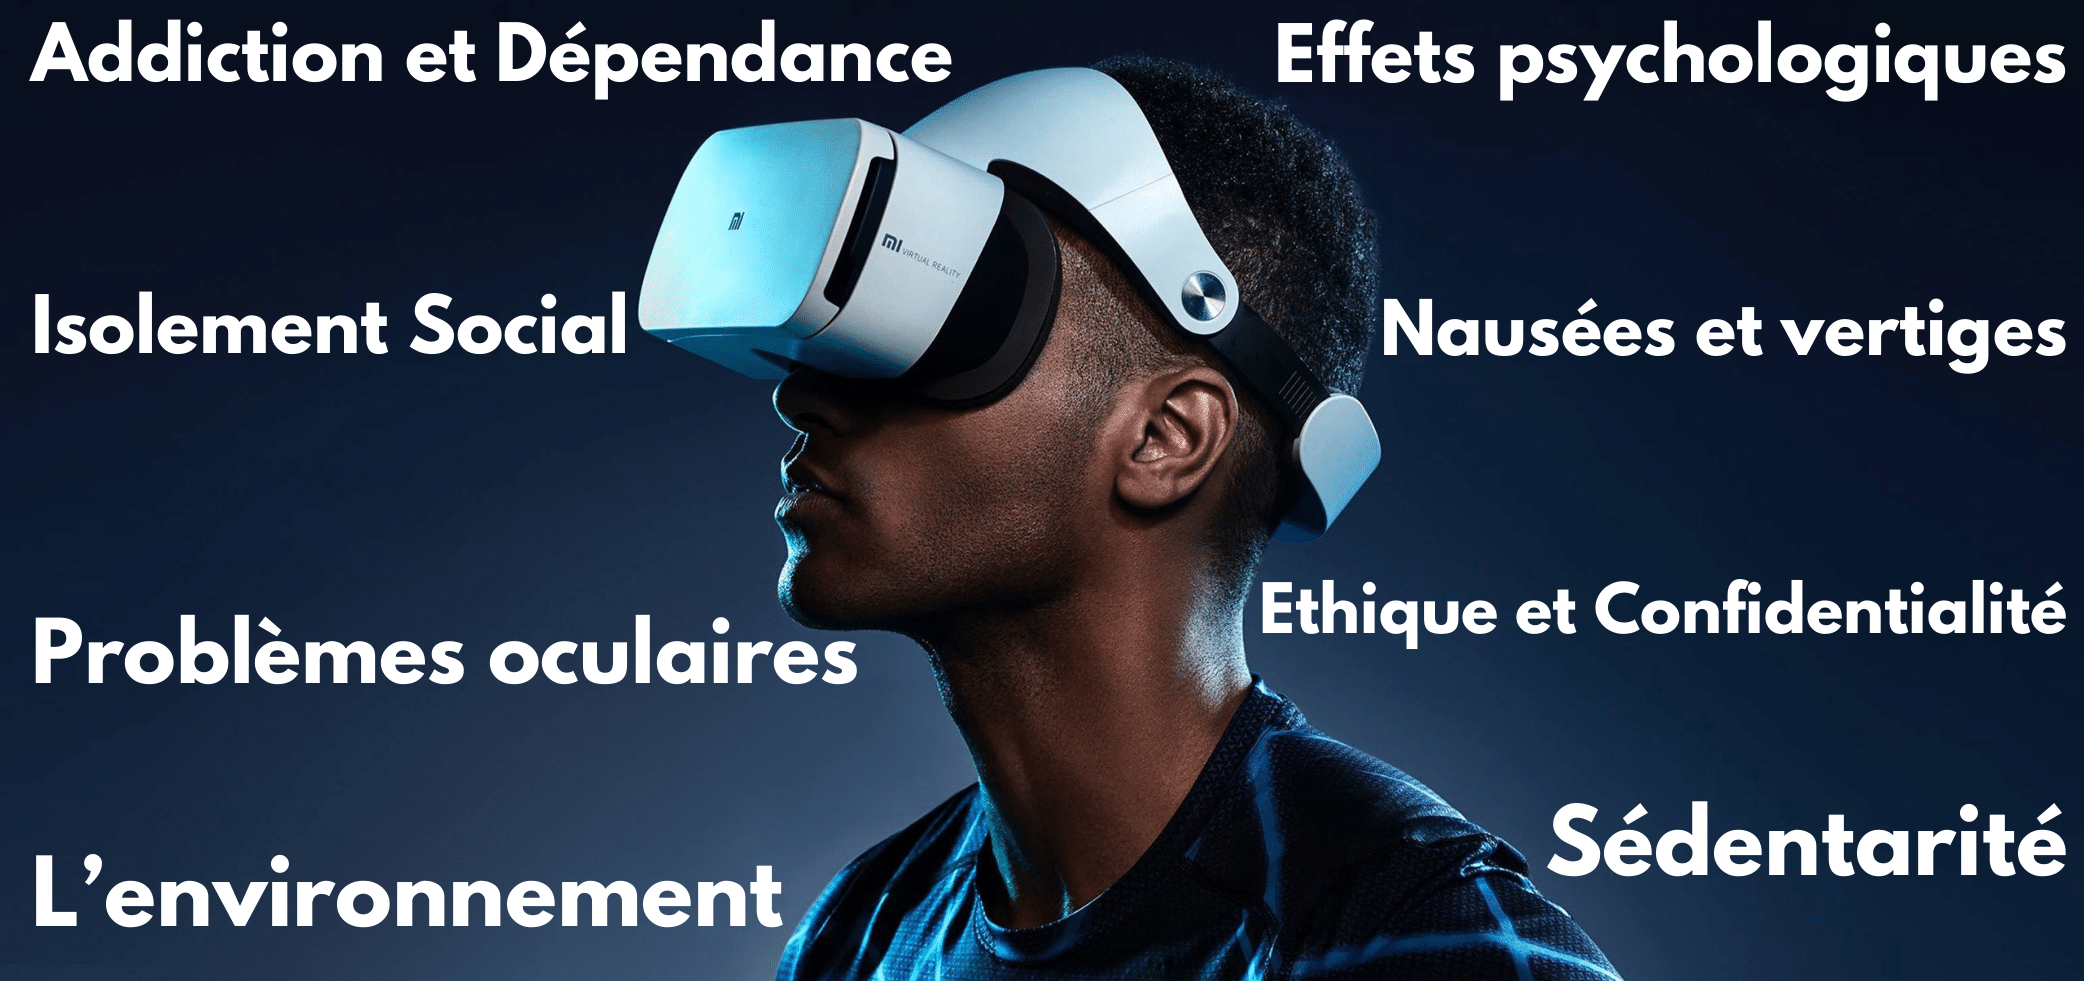 Addiction et Dépendance
Effets psychologiques
MI
MI VIRTUAL REALITY
Isolement Social
Nausées et vertiges
Ethique et Confidentialité
Problèmes oculaires
Sédentarité
L’environnement